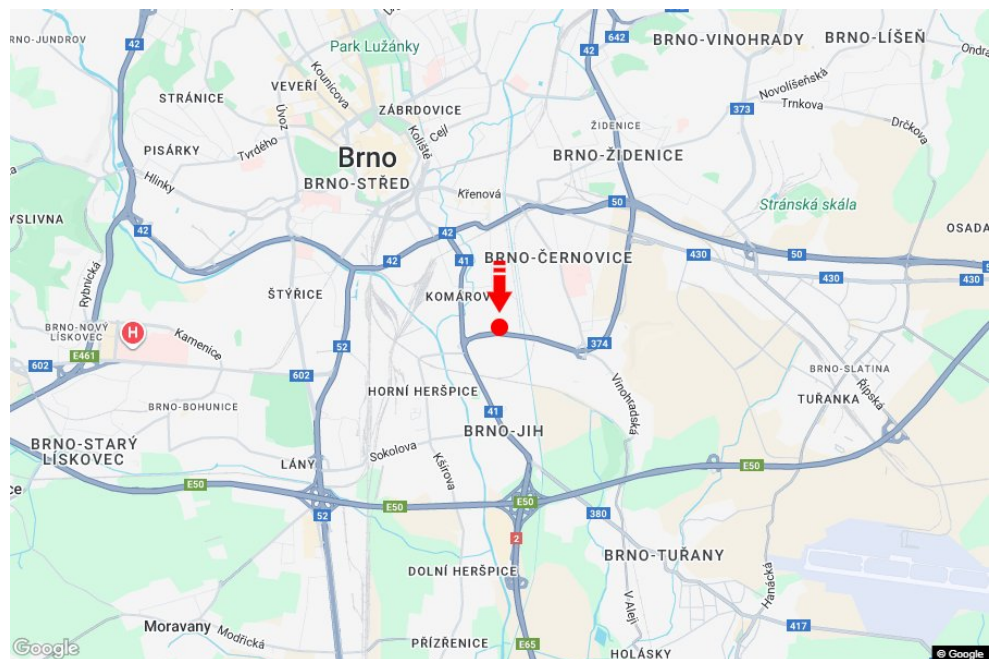 RNO-JUNDROV
42
Park Lužánky
Kounicova
VEVEŘÍ
STRÁNICE
Úvoz
ZÁBRDOVICE
Cejl
Koliště
PISÁRKY
Tvrdého
Hlinky
Brno
BRNO-STŘED
Křenová
642
42
BRNO-VINOHRADY
BRNO-LÍŠEŇ
Novolíšeňská
373
Trnkova
Drčkova
ŽIDENICE
BRNO-ŽIDENICE
50
Stránská skála
OSADA
YSLIVNA
42
42
42
41
BRNO-ČERNOVICE
430
50
430
430
Rybnická
ŠTÝŘICE
KOMÁROV
BRNO-NOVÝ
LÍSKOVEC
H
Kamenice
E461
602
52
602
374
Vinohradská
BRNO-SLATINA
Řípská
TUŘANKA
BRNO-BOHUNICE
HORNÍ HERŠPICE
41
BRNO-JIH
BRNO-STARÝ
LÍSKOVEC
LÁNÝ
Sokolova
Kšírova
E50
E50
E50
E50
52
380
2
BRNO-TUŘANY
DOLNÍ HERŠPICE
V Aleji
Hanácká
Moravany
Modřická
PŘÍZŘENICE
E65
HOLÁSKY
417
Google
© Google